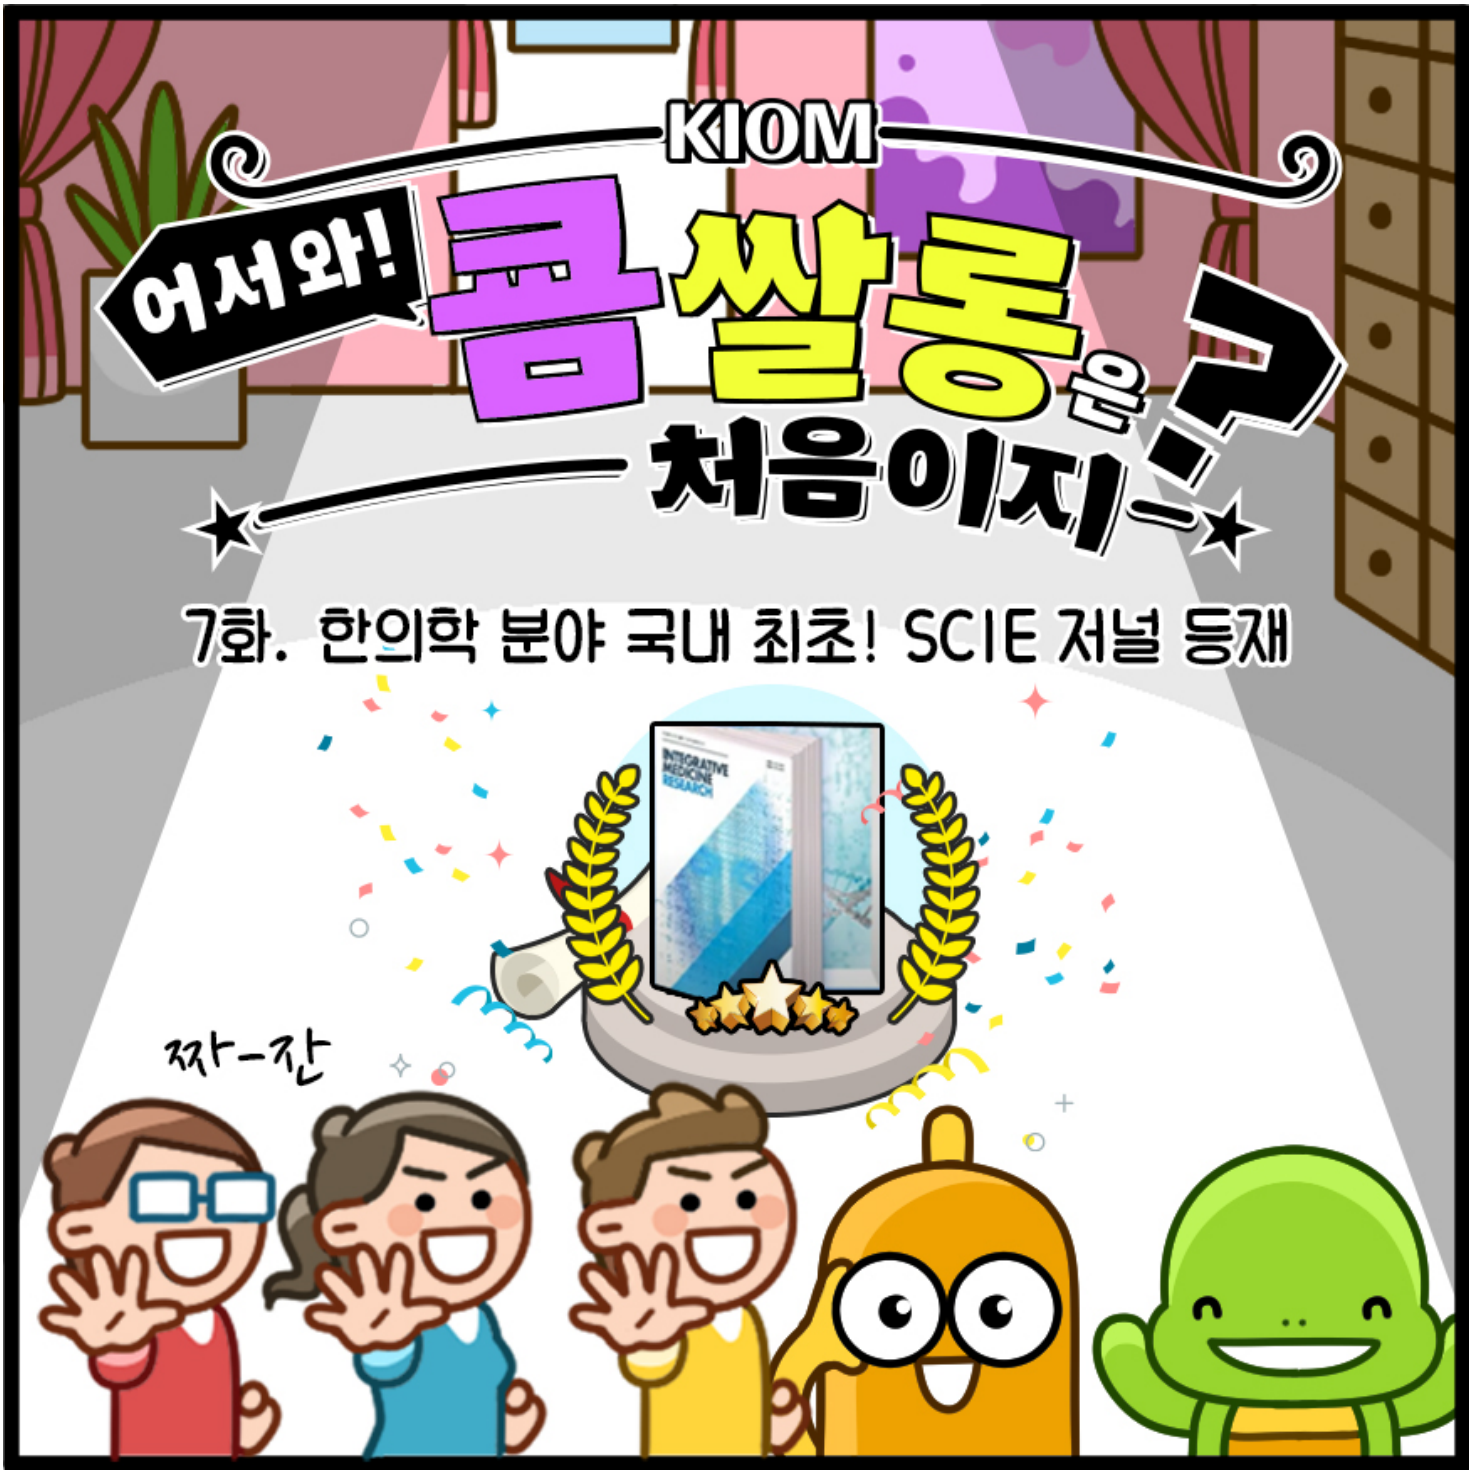 KIOM
어서와! 콤쌀롱은
처음이지?
7화. 한의학 분야 국내 최초! SCIE 저널 등재
INTEGRATIVE
MEDICINE
RESEARCH
짜-잔